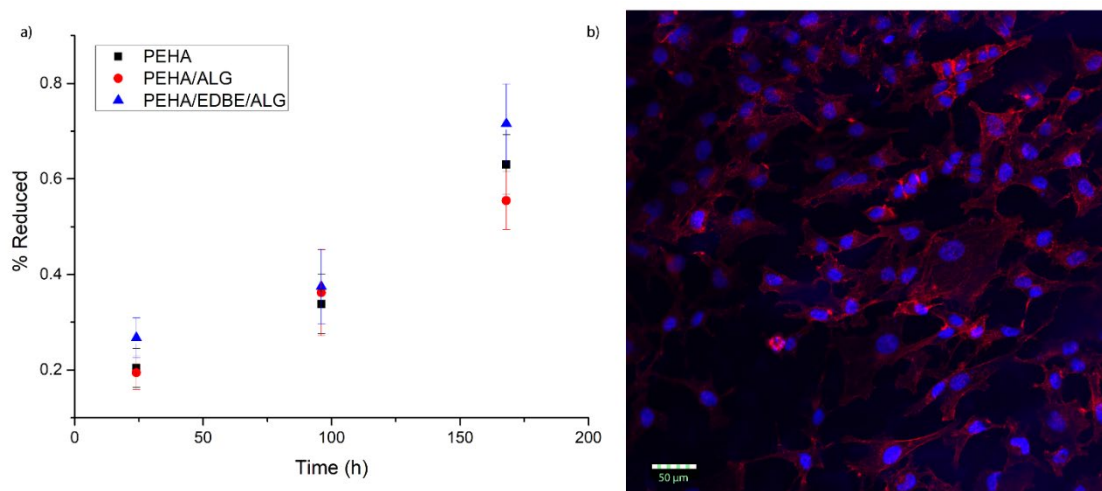 a)
b)
PEHA
PEHA/ALG
PEHA/EDBE/ALG
% Reduced
0.8
0.6
0.4
0.2
0 50 100 150 200
Time (h)
50 µm